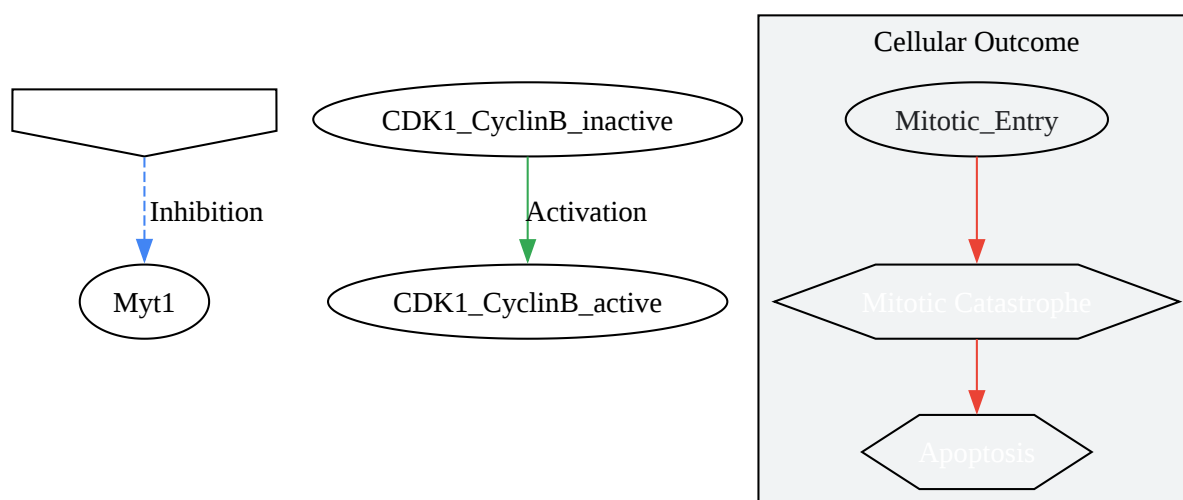 Cellular Outcome
CDK1_CyclinB_inactive
Mitotic_Entry
Inhibition
Activation
Myt1
CDK1_CyclinB_active
Mitotic Catastrophe
Apoptosis